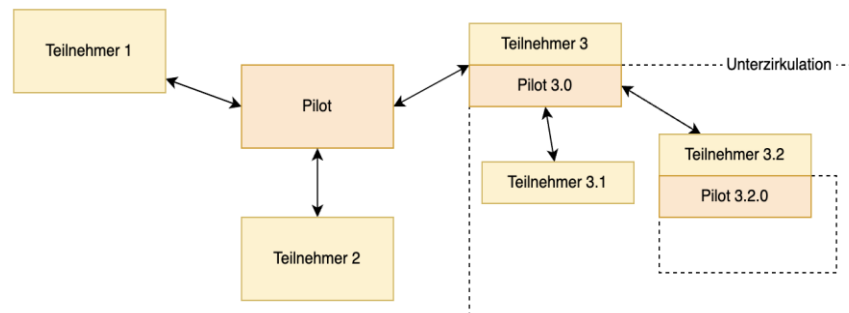 Teilnehmer 1
Pilot
Teilnehmer 2
Teilnehmer 3
Pilot 3.0
Unterzirkulation
Teilnehmer 3.1
Teilnehmer 3.2
Pilot 3.2.0